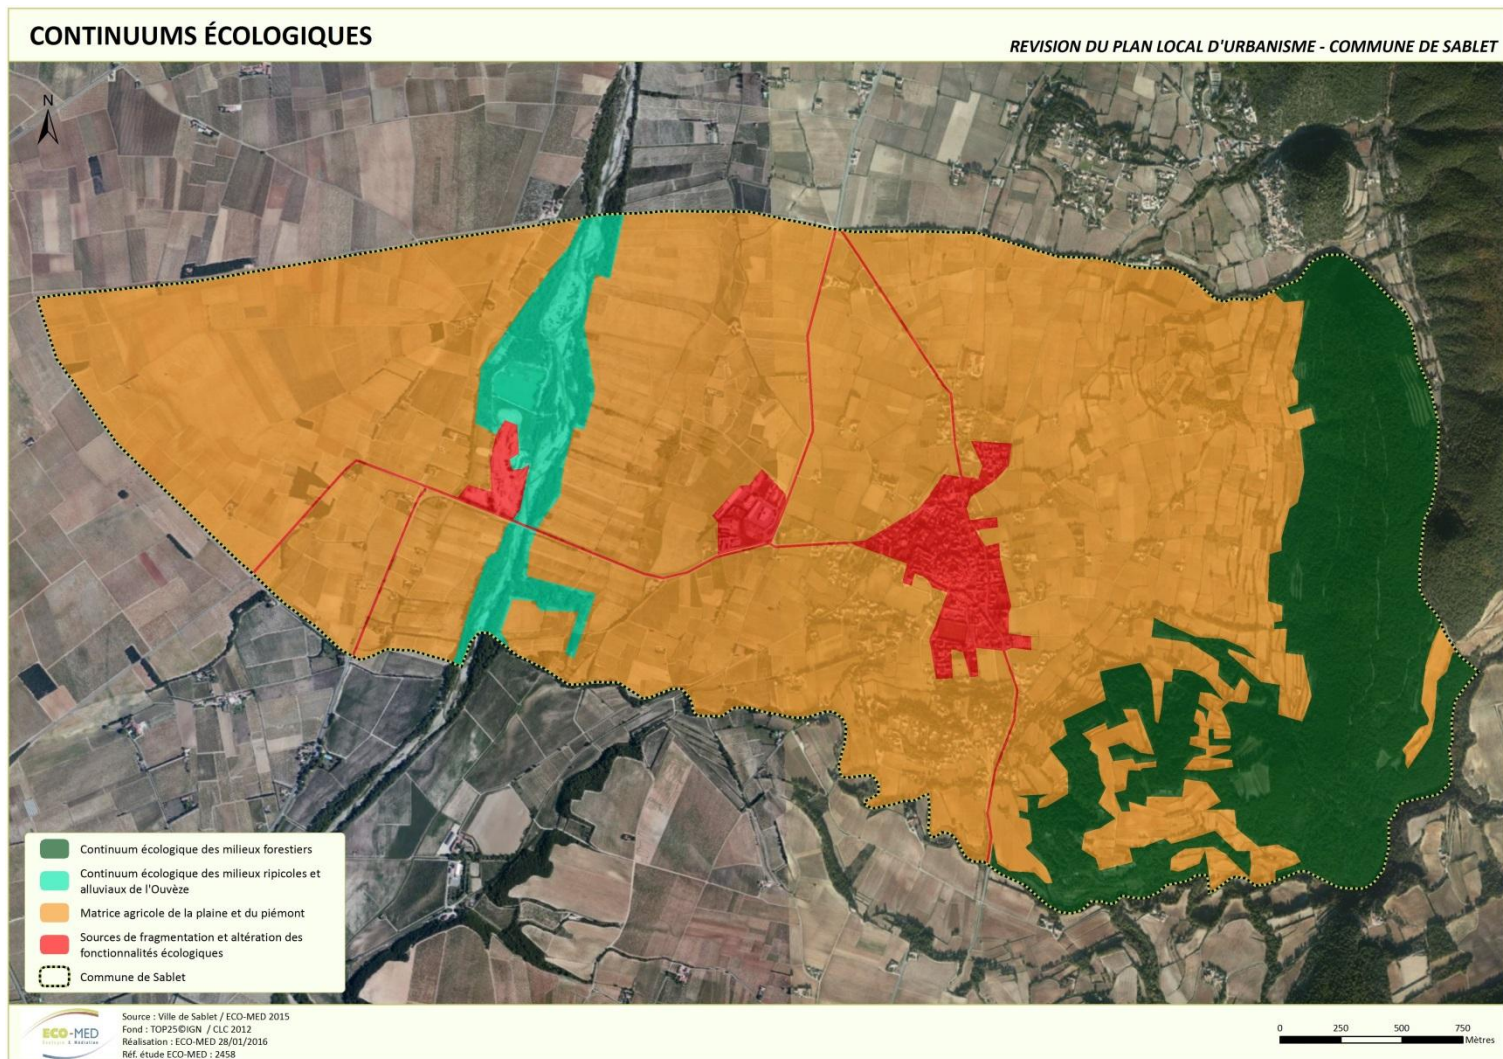 CONTINUUMS ÉCOLOGIQUES
REVISION DU PLAN LOCAL D'URBANISME - COMMUNE DE SABLET
N
Continuum écologique des milieux forestiers
Continuum écologique des milieux ripicoles et
alluviaux de l'Ouvèze
Matrice agricole de la plaine et du piémont
Sources de fragmentation et altération des
fonctionnalités écologiques
Commune de Sablet
ECO-MED
Ecologie & Médiation
Source : Ville de Sablet / ECO-MED 2015
Fond : TOP25©IGN / CLC 2012
Réalisation : ECO-MED 28/01/2016
Réf. étude ECO-MED : 2458
0 250 500 750
Mètres